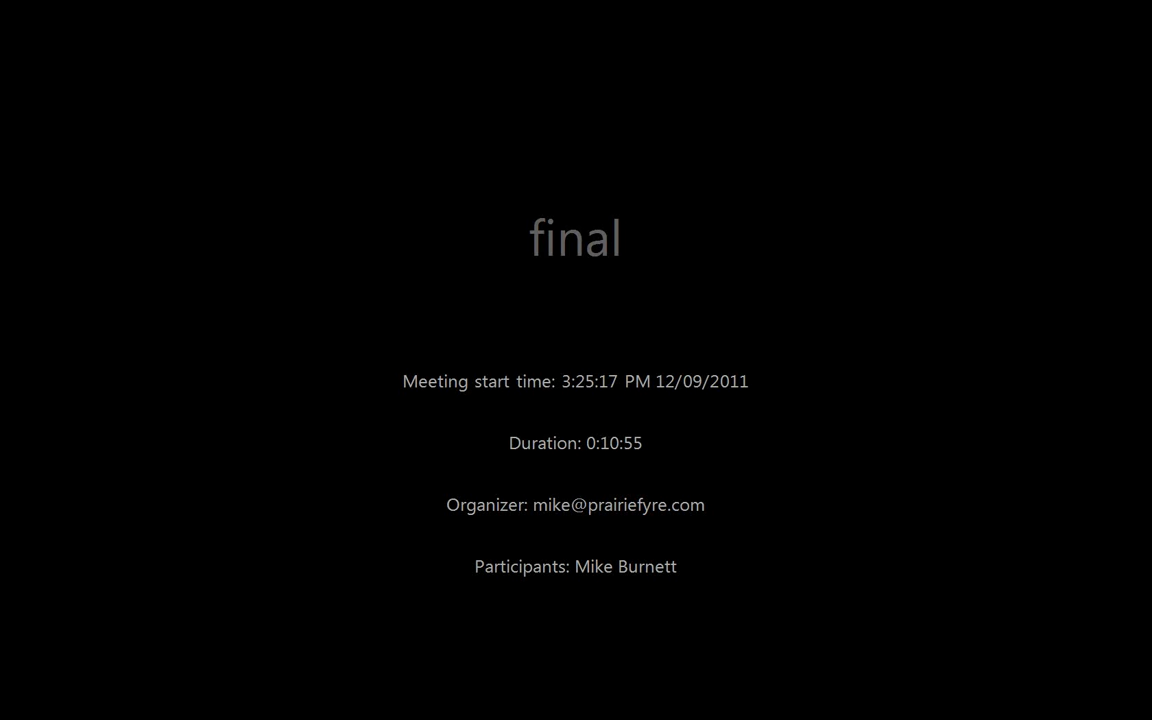 final
Meeting start time: 3:25:17 PM 12/09/2011
Duration: 0:10:55
Organizer: mike@prairiefyre.com
Participants: Mike Burnett